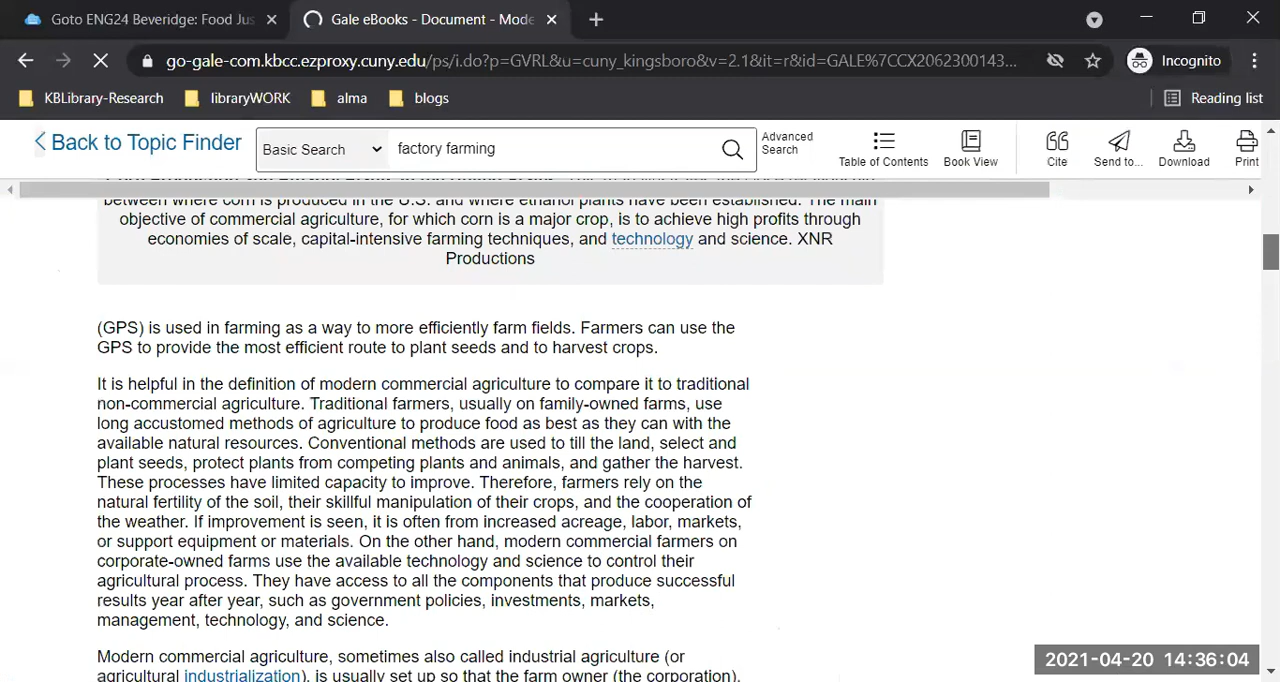 Goto ENG24 Beveridge: Food Jus
Gale eBooks - Document - Mode
go-gale-com.kbcc.ezproxy.cuny.edu/ps/i.do?p=GVRL&u=cuny_kingsboro&v=2.1&it=r&id=GALE%7CCX2062300143...
Incognito
KBLibrary-Research
libraryWORK
alma
blogs
Reading list
Back to Topic Finder
Basic Search
factory farming
Advanced
Search
Table of Contents
Book View
Cite
Send to...
Download
Print
between where corn is produced in the U.S. and where ethanol plants have been established. The main
objective of commercial agriculture, for which corn is a major crop, is to achieve high profits through
economies of scale, capital-intensive farming techniques, and technology and science. XNR
Productions
(GPS) is used in farming as a way to more efficiently farm fields. Farmers can use the
GPS to provide the most efficient route to plant seeds and to harvest crops.
It is helpful in the definition of modern commercial agriculture to compare it to traditional
non-commercial agriculture. Traditional farmers, usually on family-owned farms, use
long accustomed methods of agriculture to produce food as best as they can with the
available natural resources. Conventional methods are used to till the land, select and
plant seeds, protect plants from competing plants and animals, and gather the harvest.
These processes have limited capacity to improve. Therefore, farmers rely on the
natural fertility of the soil, their skillful manipulation of their crops, and the cooperation of
the weather. If improvement is seen, it is often from increased acreage, labor, markets,
or support equipment or materials. On the other hand, modern commercial farmers on
corporate-owned farms use the available technology and science to control their
agricultural process. They have access to all the components that produce successful
results year after year, such as government policies, investments, markets,
management, technology, and science.
Modern commercial agriculture, sometimes also called industrial agriculture (or
agricultural industrialization), is usually set up so that the farm owner (the corporation),
2021-04-20 14:36:04